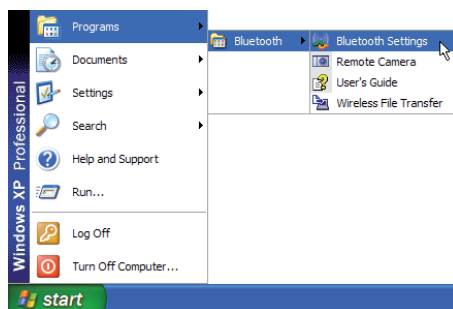 Windows XP Professional
Programs
Documents
Settings
Search
Help and Support
Run...
Log Off
Turn Off Computer...
start
Bluetooth
Bluetooth Settings
Remote Camera
User's Guide
Wireless File Transfer